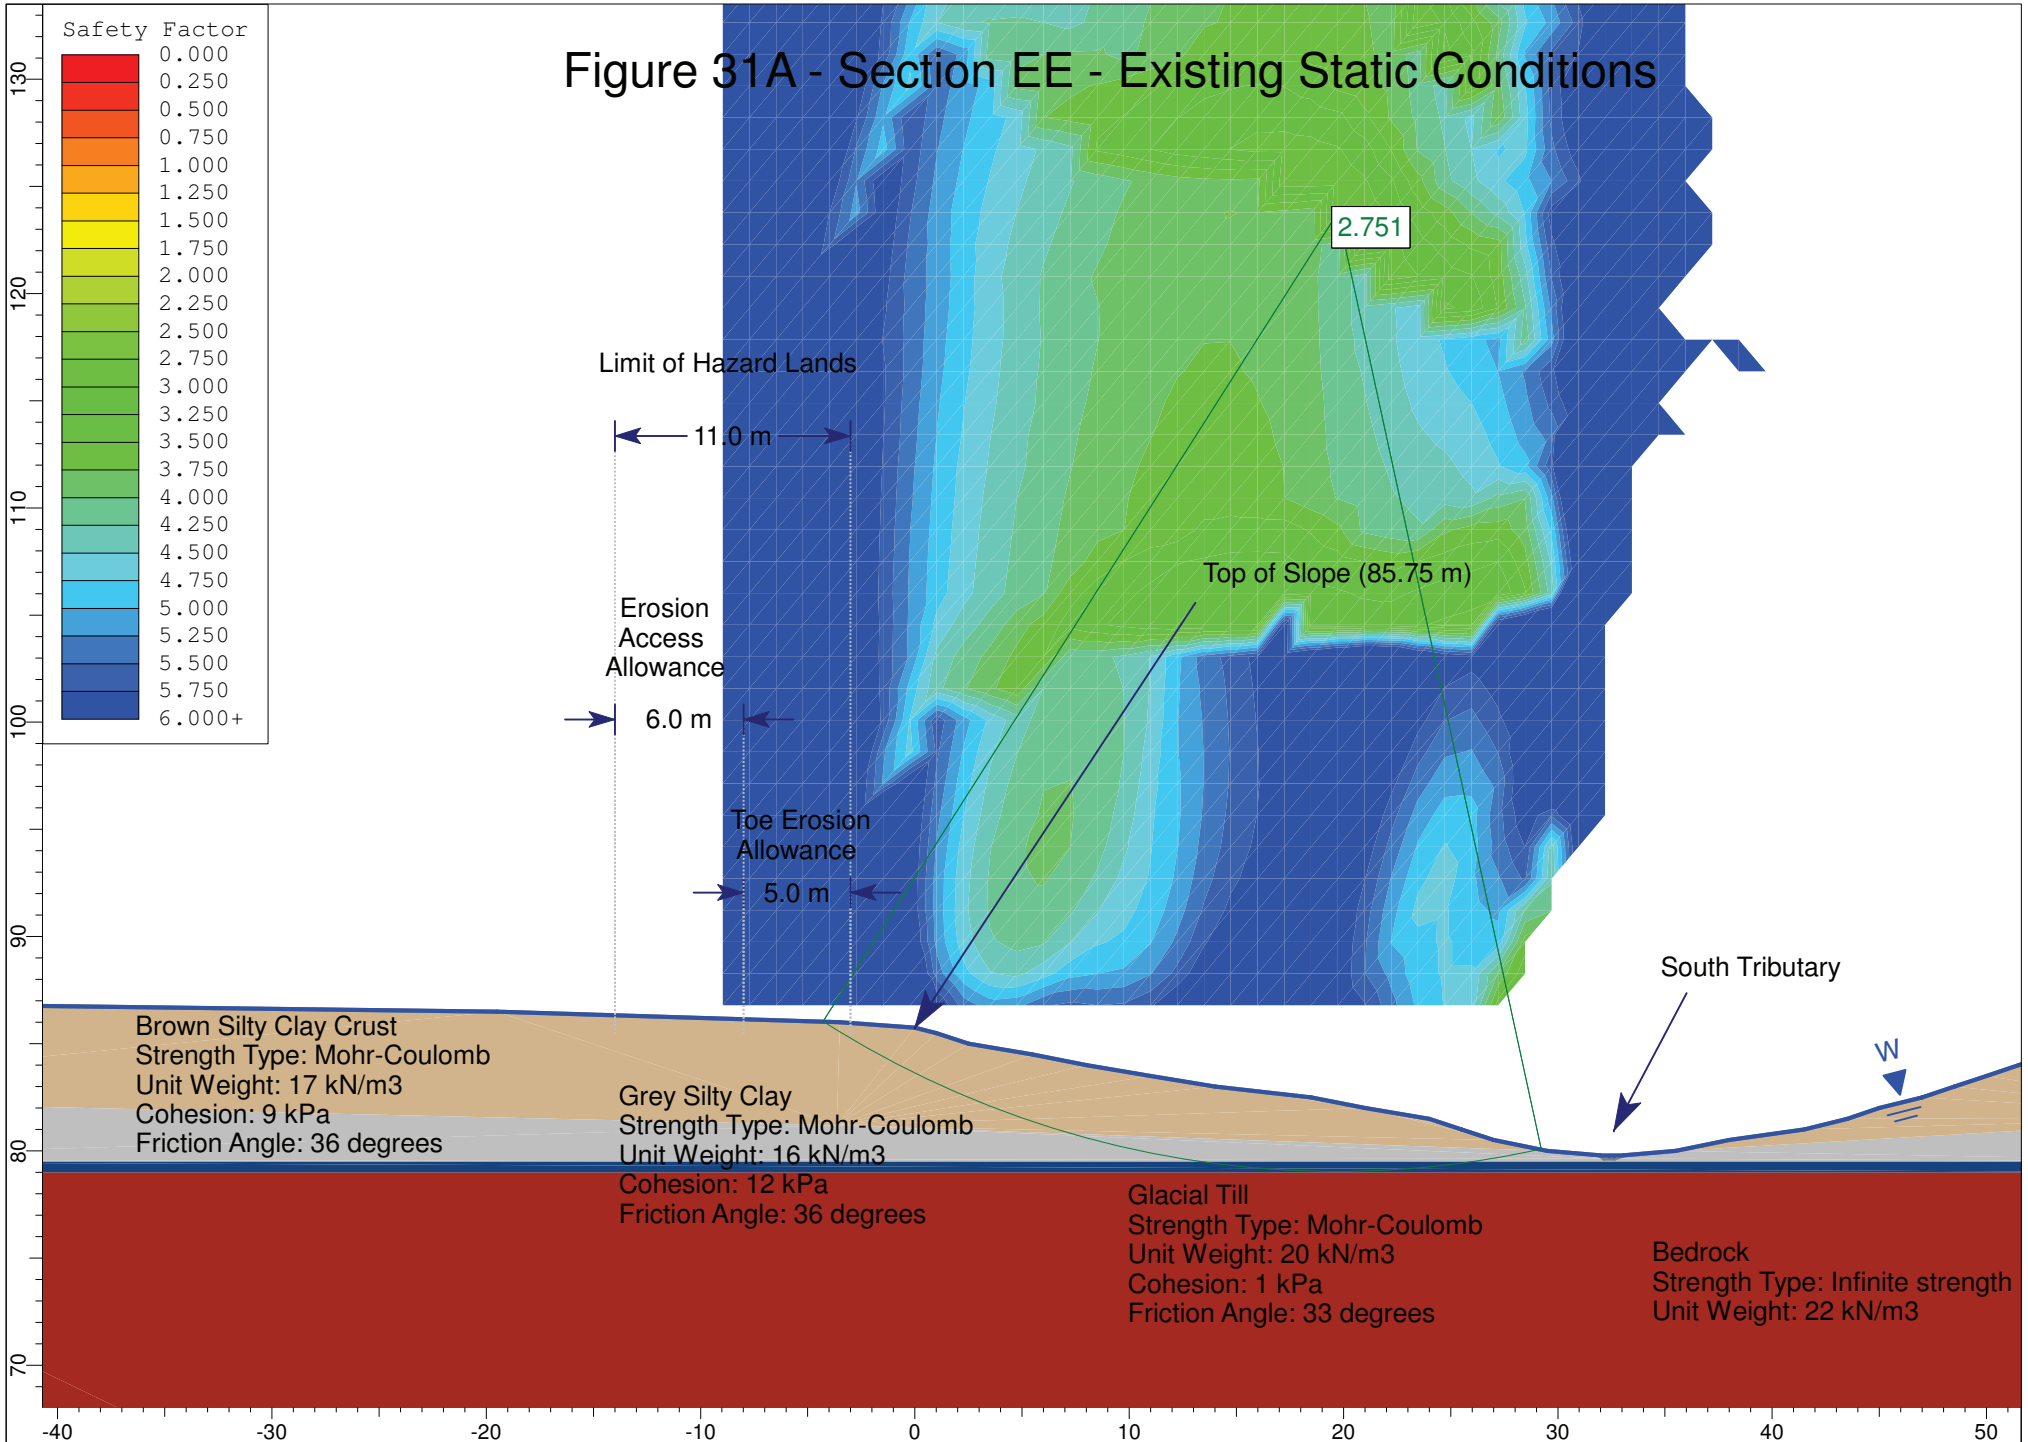 Figure 31A - Section EE - Existing Static Conditions
Safety Factor
0.000
0.250
0.500
0.750
1.000
1.250
1.500
1.750
2.000
2.250
2.500
2.750
3.000
3.250
3.500
3.750
4.000
4.250
4.500
4.750
5.000
5.250
5.500
5.750
6.000+
130
120
110
100
90
80
70
2.751
Limit of Hazard Lands
11.0 m
Top of Slope (85.75 m)
Erosion
Access
Allowance
6.0 m
Toe Erosion
Allowance
5.0 m
South Tributary
W
Brown Silty Clay Crust
Strength Type: Mohr-Coulomb
Unit Weight: 17 kN/m3
Cohesion: 9 kPa
Friction Angle: 36 degrees
Grey Silty Clay
Strength Type: Mohr-Coulomb
Unit Weight: 16 kN/m3
Cohesion: 12 kPa
Friction Angle: 36 degrees
Glacial Till
Strength Type: Mohr-Coulomb
Unit Weight: 20 kN/m3
Cohesion: 1 kPa
Friction Angle: 33 degrees
Bedrock
Strength Type: Infinite strength
Unit Weight: 22 kN/m3
-40 -30 -20 -10 0 10 20 30 40 50